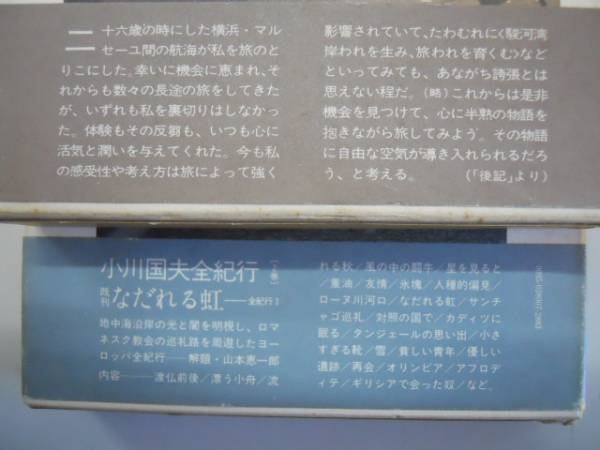 二十六歳の時にした横浜・マル
セーユ間の航海が私を旅のと
りこにした。幸いに機会に恵まれ、そ
れからも数々の長途の旅をしてきた
が、いずれも私を裏切りはしなかっ
た。体験もその反芻も、いつも心に
活気と潤いを与えてくれた。今も私
の感受性や考え方は旅によって強く
影響されていて、たわむれに〈駿河湾
岸われを生み、旅われを育くむ〉など
といってみても、あながち誇張とは
思えない程だ。(略)これからは是非
機会を見つけて、心に半熟の物語を
抱きながら旅してみよう。その物語
に自由な空気が導き入れられるだろ
う、と考える。 (「後記」より)
小川国夫全紀行
既刊 なだれる虹――全紀行 I
地中海沿岸の光と闇を明視し、ロマ
ネスク教会の巡礼路を周遊したヨー
ロッパ全紀行――解題・山本恵一郎
内容――渡仏前後/漂う小舟/流
れる秋/風の中の闘牛/星を見ると
/重油/友情/氷塊/人種的偏見/
ローヌ川河口/なだれる虹/サンチ
ャゴ巡礼/対照の国で/カディツに
眠る/タンジェールの思い出/小さ
すぎる靴/雪/貧しい青年/優しい
遺跡/再会/オリンピア/アフロデ
ィテ/ギリシアで会った奴/など。